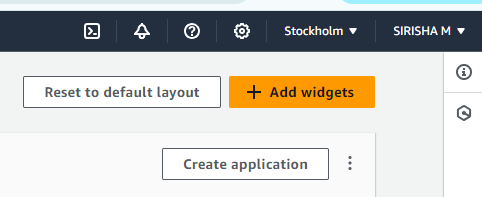 Stockholm SIRISHA M
Reset to default layout Add widgets
Create application